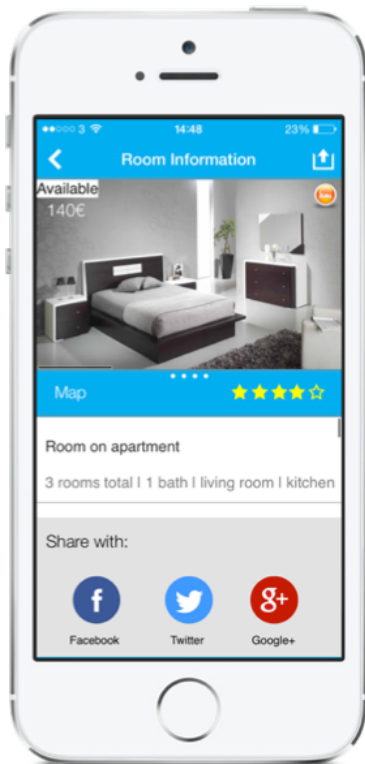 3 14:48 23%
Room Information
Available
140€
Map
Room on apartment
3 rooms total I 1 bath I living room I kitchen
Share with:
f g+
Facebook Twitter Google+